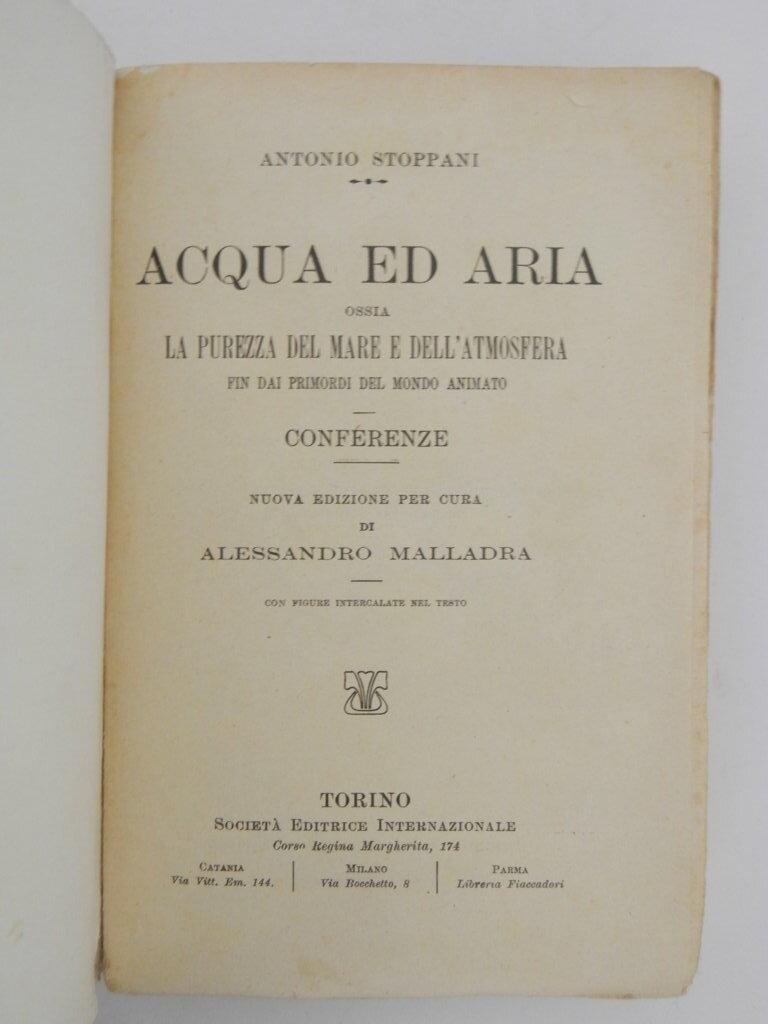 ANTONIO STOPPANI
ACQUA ED ARIA
OSSIA
LA PUREZZA DEL MARE E DELL'ATMOSFERA
FIN DAI PRIMORDI DEL MONDO ANIMATO
CONFERENZE
NUOVA EDIZIONE PER CURA
DI
ALESSANDRO MALLADRA
CON FIGURE INTERCALATE NEL TESTO
TORINO
SOCIETÀ EDITRICE INTERNAZIONALE
Corso Regina Margherita, 174
CATANIA MILANO PARMA
Via Vitt. Em. 144. Via Bocchetto, 8 Libreria Fiaccadori